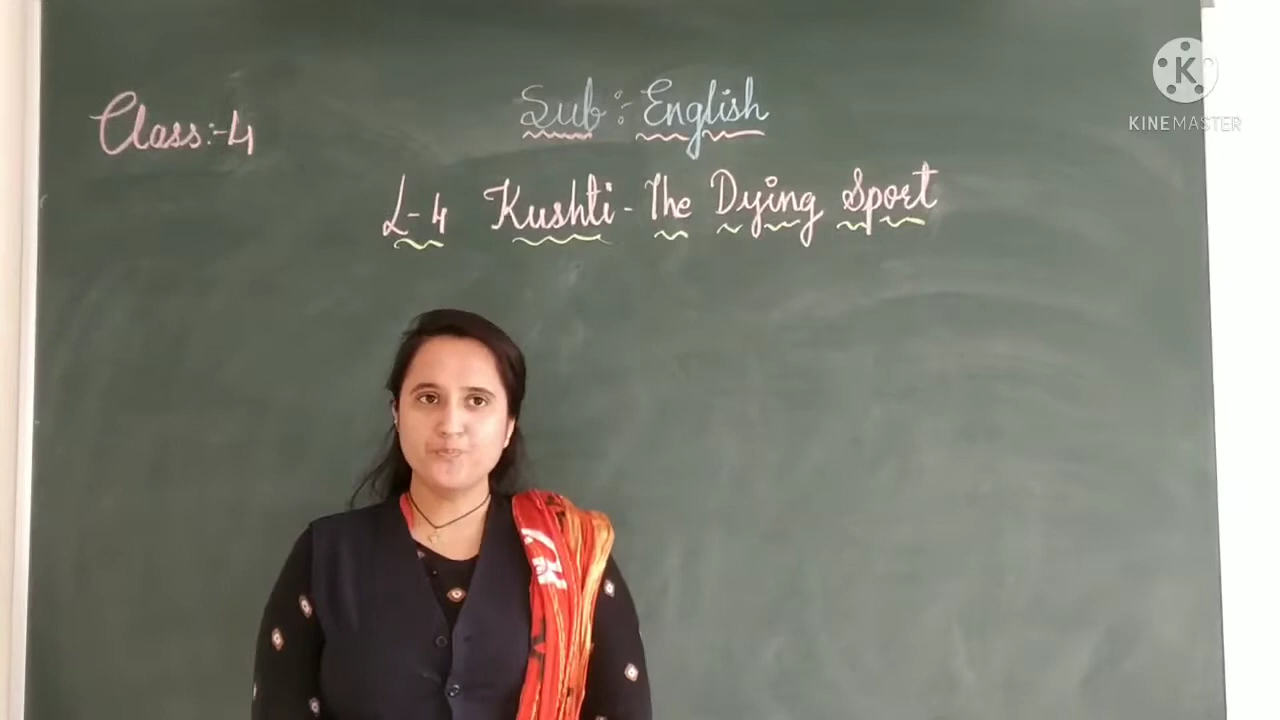 Class:-4
Sub:- English
L-4 Kushti - The Dying Sport
K
KINEMASTER